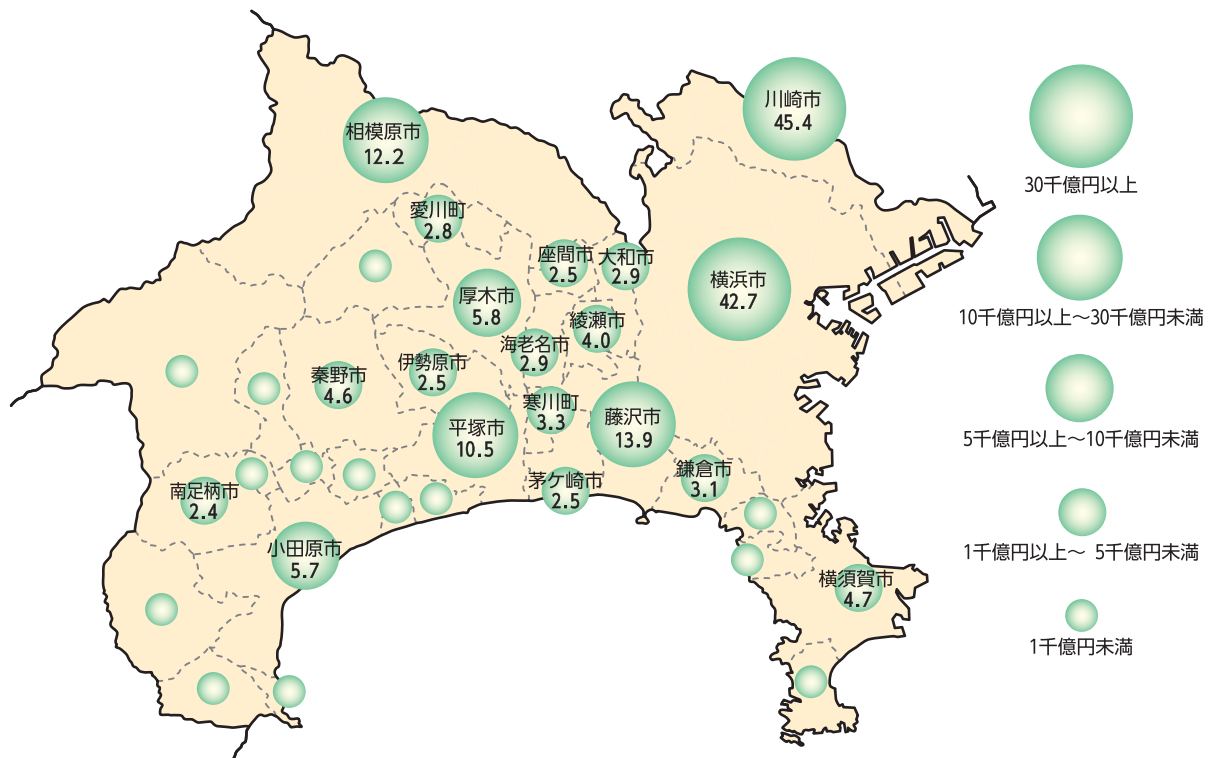 川崎市
45.4
相模原市
12.2
愛川町
2.8
座間市
2.5
大和市
2.9
横浜市
42.7
厚木市
5.8
綾瀬市
4.0
海老名市
2.9
伊勢原市
2.5
秦野市
4.6
寒川町
3.3
藤沢市
13.9
平塚市
10.5
鎌倉市
3.1
茅ケ崎市
2.5
南足柄市
2.4
小田原市
5.7
横須賀市
4.7
30千億円以上
10千億円以上～30千億円未満
5千億円以上～10千億円未満
1千億円以上～ 5千億円未満
1千億円未満